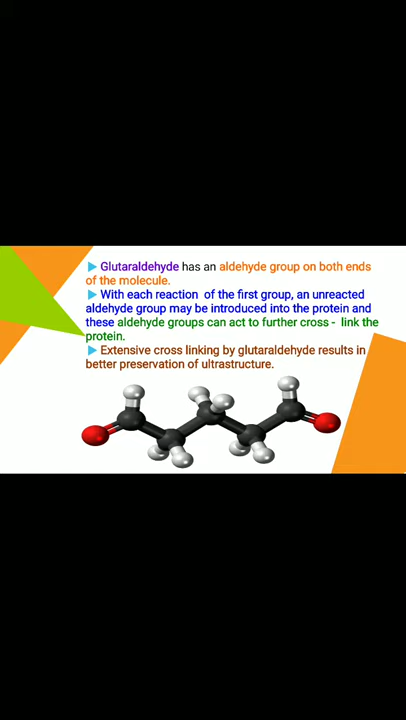 ▶ Glutaraldehyde has an aldehyde group on both ends
of the molecule.
▶ With each reaction of the first group, an unreacted
aldehyde group may be introduced into the protein and
these aldehyde groups can act to further cross - link the
protein.
▶ Extensive cross linking by glutaraldehyde results in
better preservation of ultrastructure.